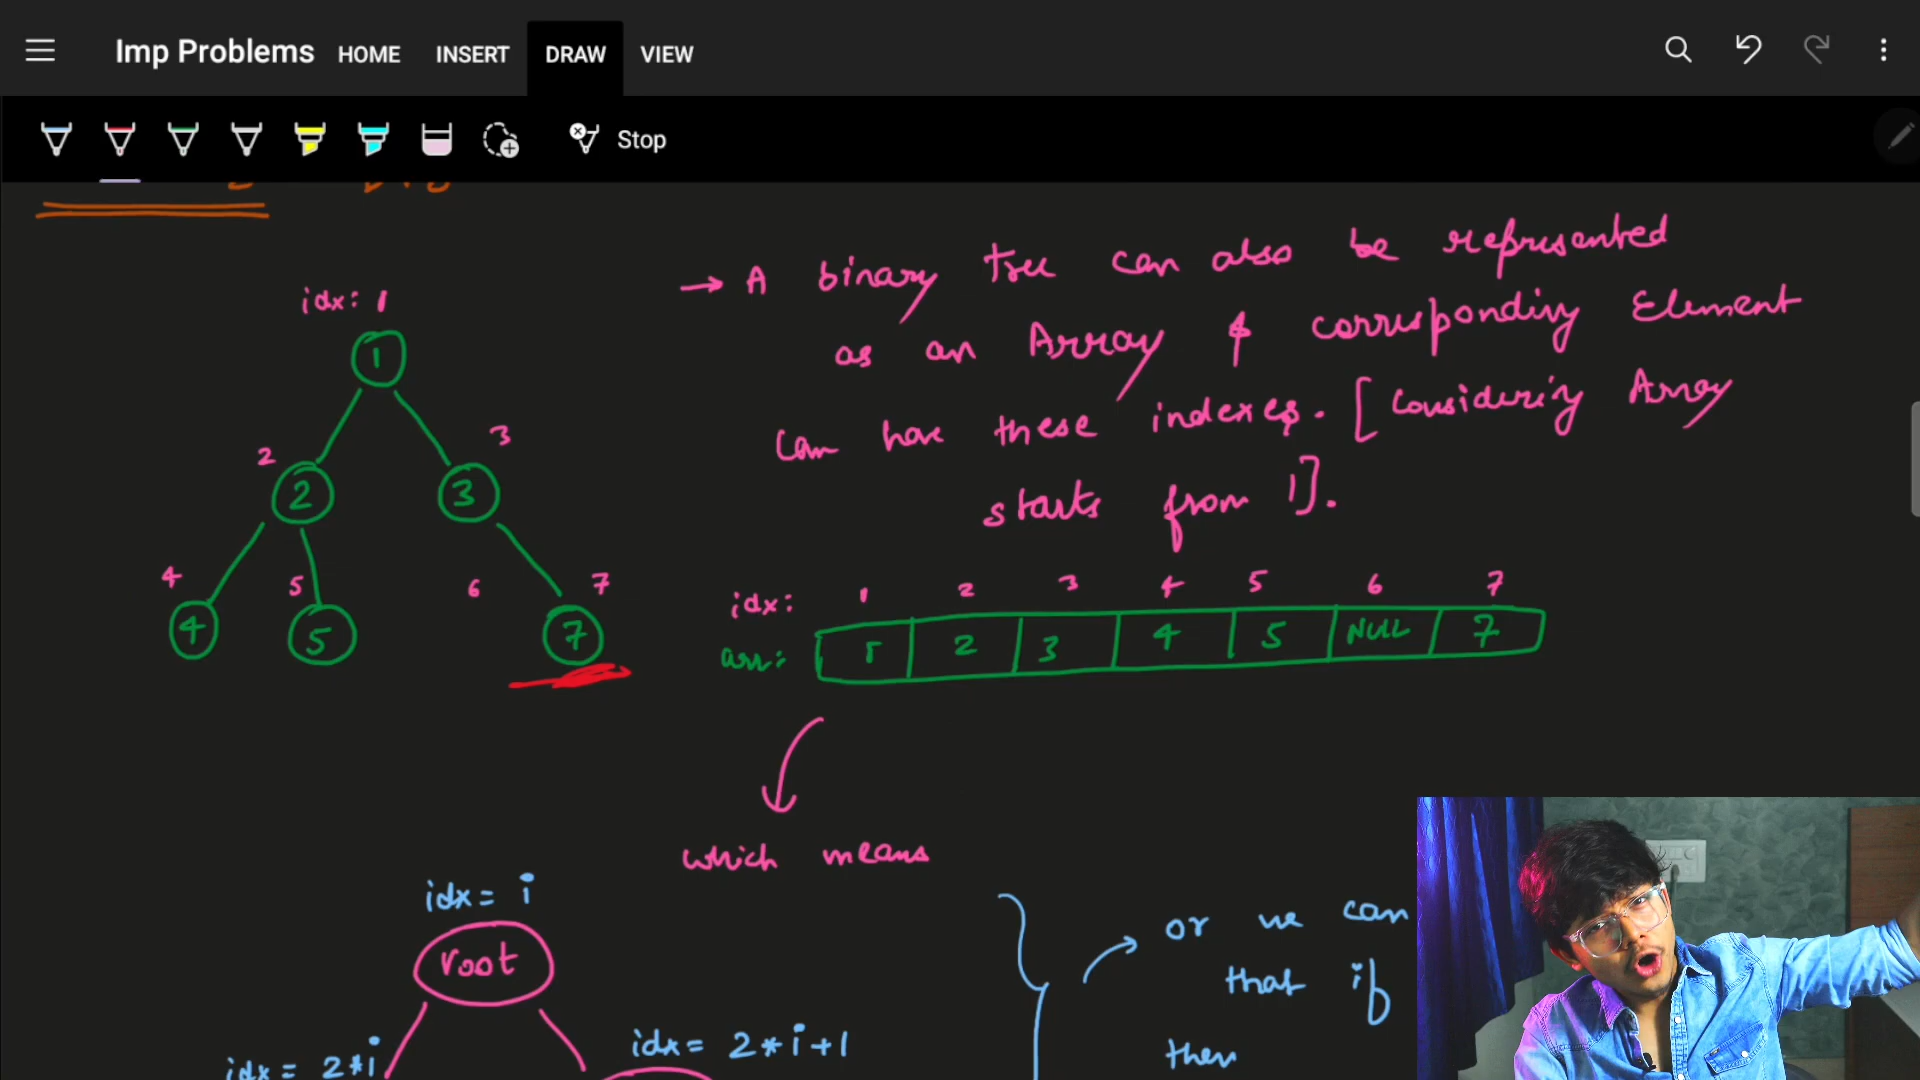 Imp Problems HOME INSERT DRAW VIEW
Stop
idx: 1
1
2 3
2 3
4 5 6 7
4 5 7
→ A binary tree can also be represented
as an Array & corresponding Element
can have these indexes. [Considering Array
starts from 1].
idx: 1 2 3 4 5 6 7
arr: 1 2 3 4 5 NULL 7
which means
idx = i
root
idx = 2*i
idx = 2*i+1
or we can
that if
then